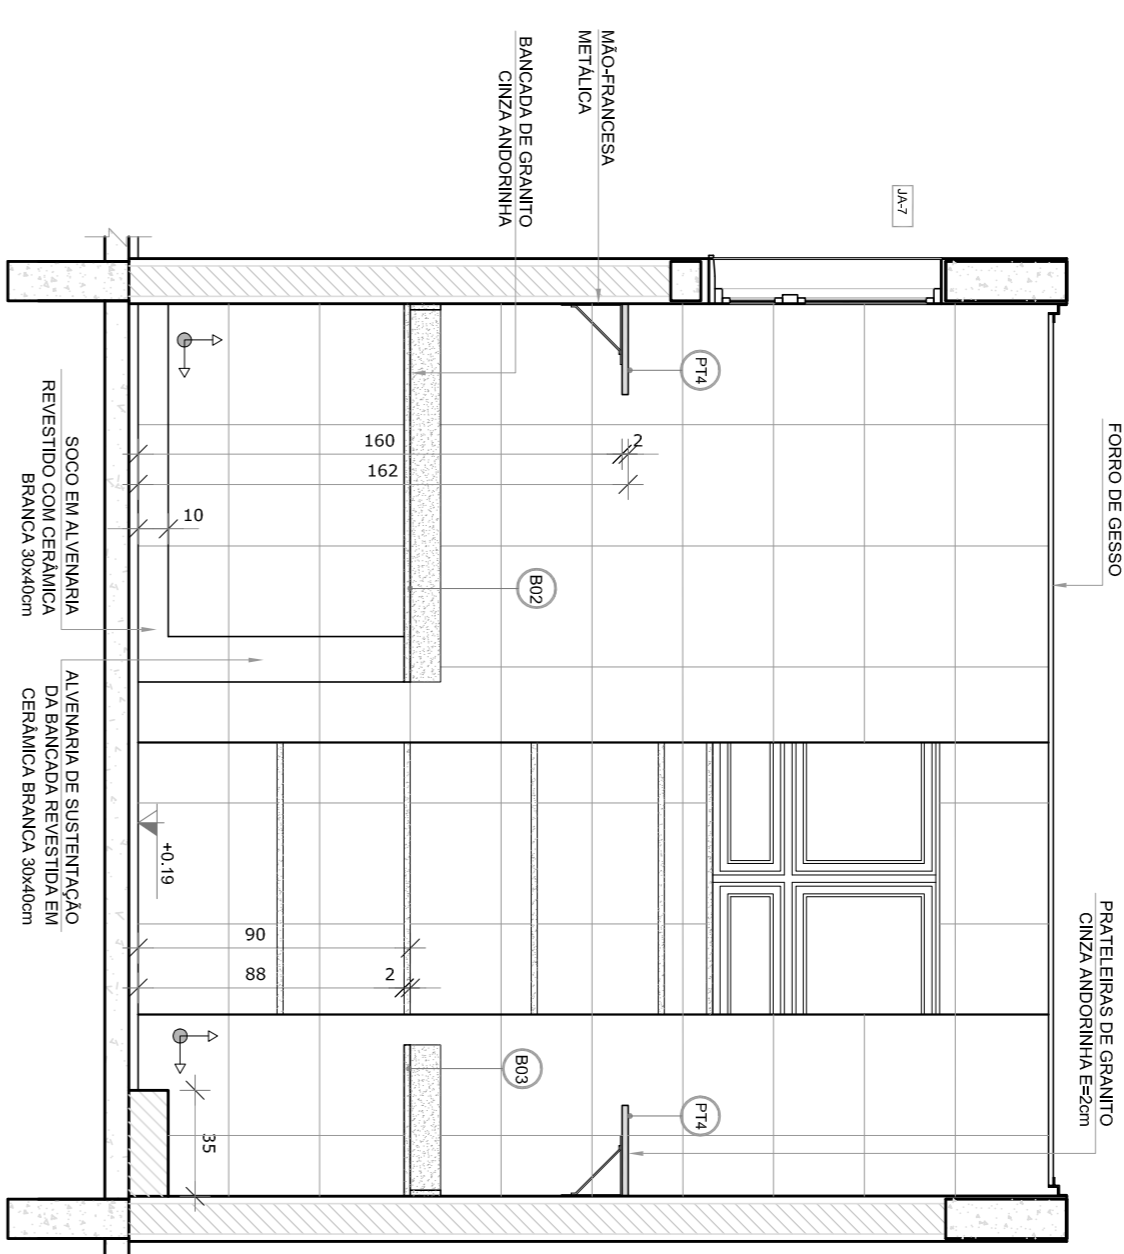 MÃO-FRANCESA
METÁLICA
BANCADA DE GRANITO
CINZA ANDORINHA
JA-7
FORRO DE GESSO
PRATELEIRAS DE GRANITO
CINZA ANDORINHA E=2cm
PT4
160
2
162
10
B02
SOCO EM ALVENARIA
REVESTIDO COM CERÂMICA
BRANCA 30x40cm
ALVENARIA DE SUSTENTAÇÃO
DA BANCADA REVESTIDA EM
CERÂMICA BRANCA 30x40cm
+0.19
90
88
2
B03
PT4
35